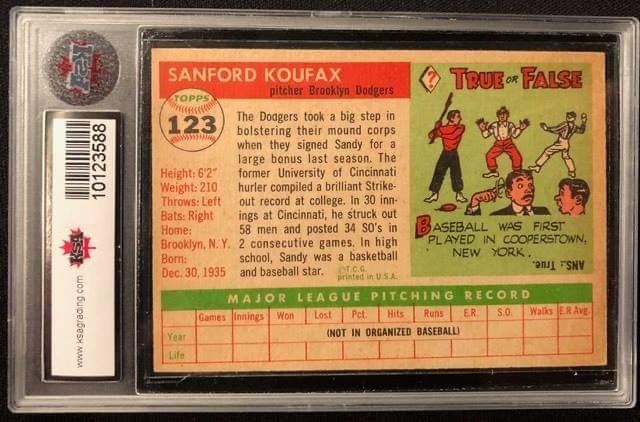 KSA
10123588
KSA
www.ksagrading.com
SANFORD KOUFAX
pitcher Brooklyn Dodgers
TOPPS
123
Height: 6'2"
Weight: 210
Throws: Left
Bats: Right
Home:
Brooklyn, N. Y.
Born:
Dec. 30, 1935
The Dodgers took a big step in
bolstering their mound corps
when they signed Sandy for a
large bonus last season. The
former University of Cincinnati
hurler compiled a brilliant Strike-
out record at college. In 30 inn-
ings at Cincinnati, he struck out
58 men and posted 34 SO's in
2 consecutive games. In high
school, Sandy was a basketball
and baseball star.
©T.C.G.
printed in U.S.A.
? TRUE OR FALSE
BASEBALL WAS FIRST
PLAYED IN COOPERSTOWN,
NEW YORK.
ANS.: True.
MAJOR LEAGUE PITCHING RECORD
Games Innings Won Lost Pct. Hits Runs E.R. S.O. Walks E.R.Avg.
Year
(NOT IN ORGANIZED BASEBALL)
Life